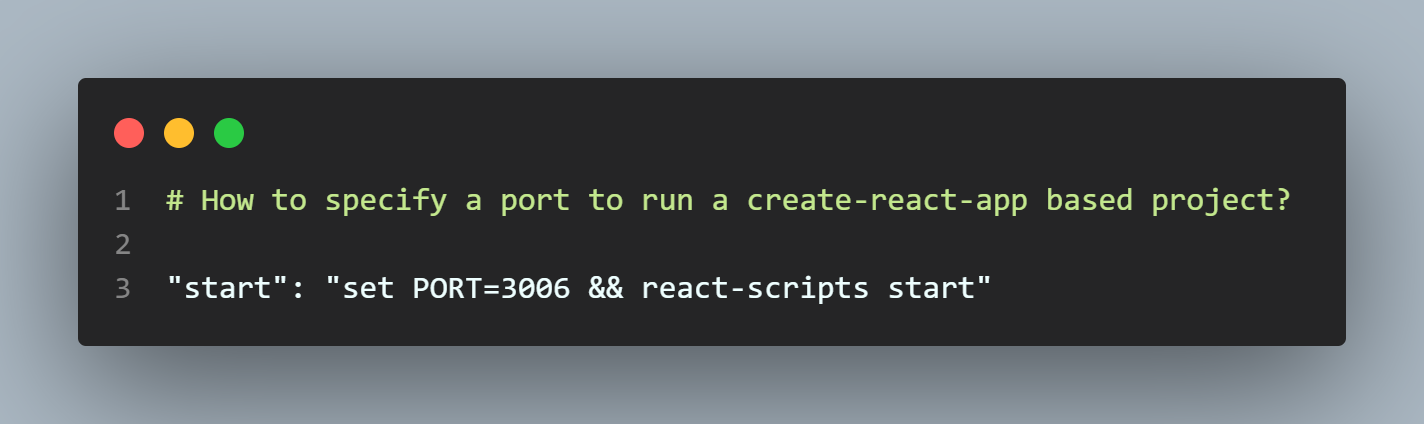 1 # How to specify a port to run a create-react-app based project?
2
3 "start": "set PORT=3006 && react-scripts start"